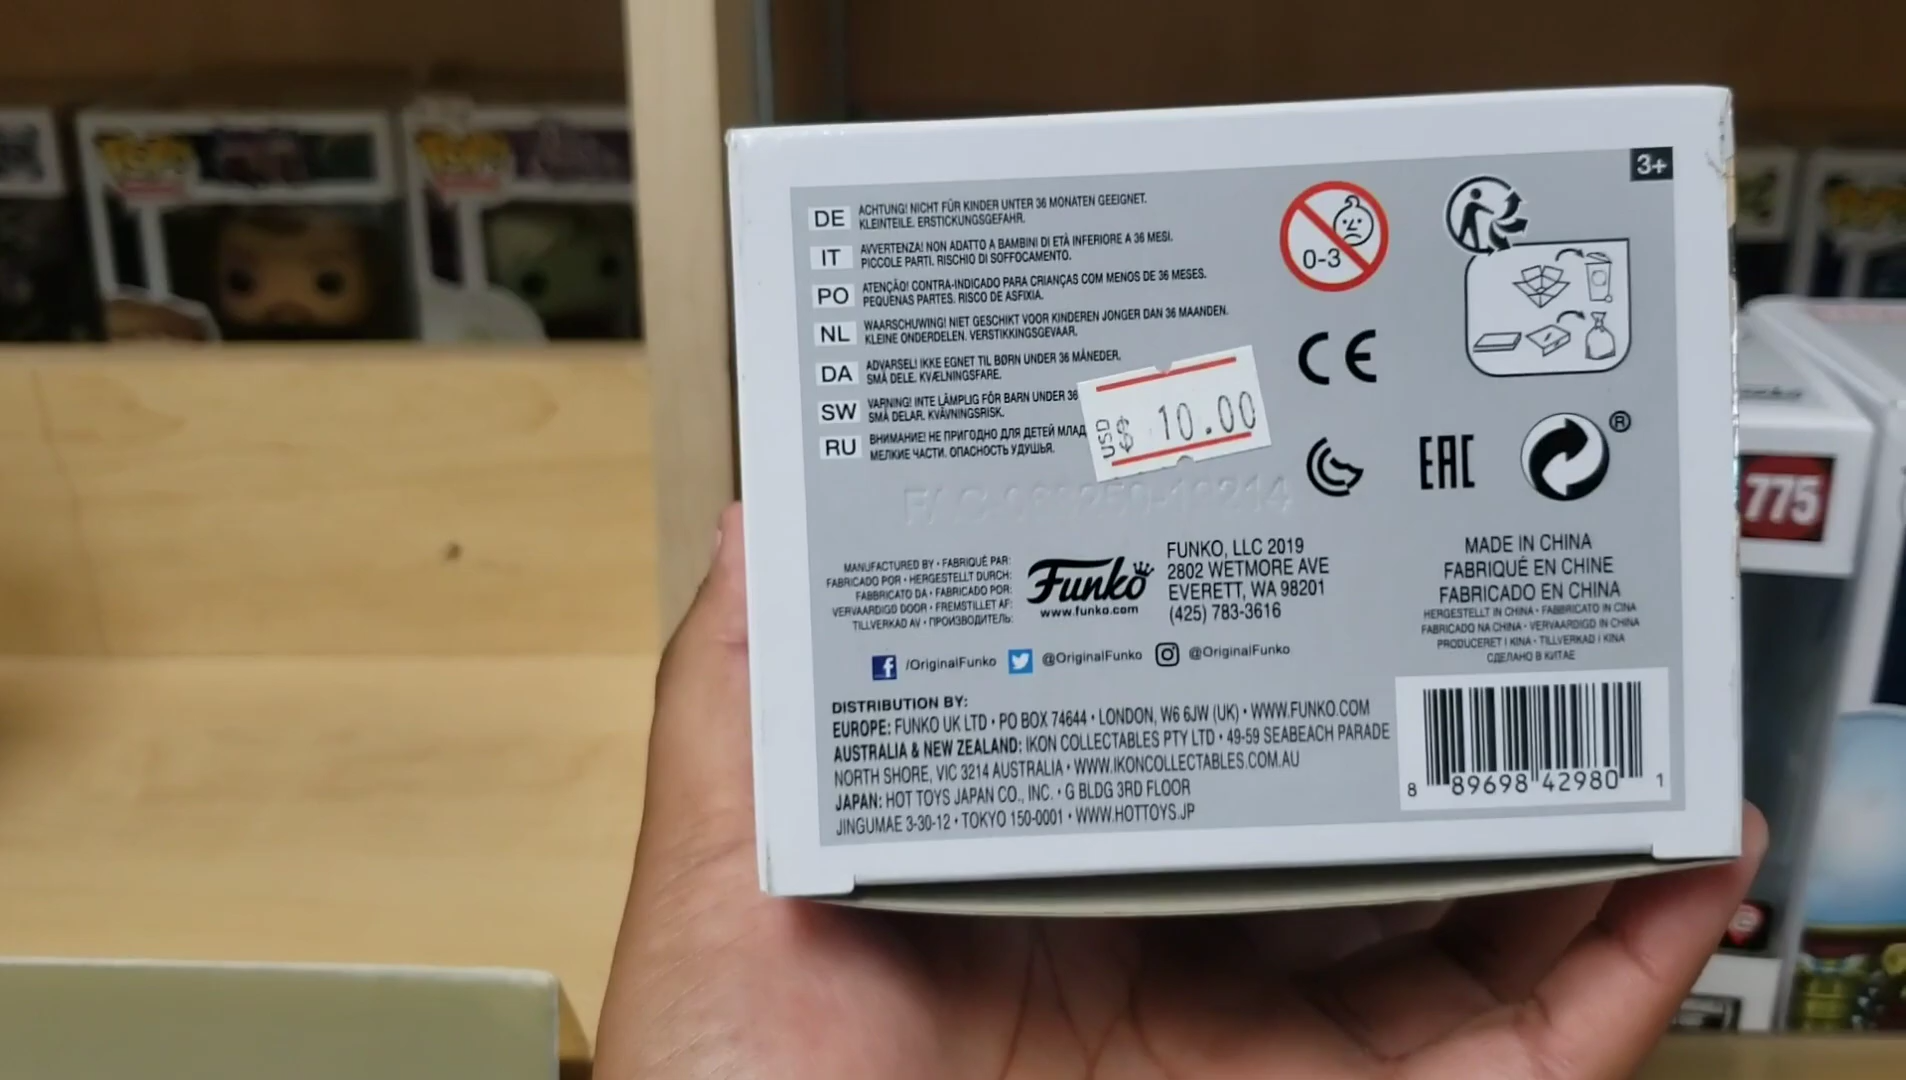 3+
DE ACHTUNG! NICHT FÜR KINDER UNTER 36 MONATEN GEEIGNET.
KLEINTEILE. ERSTICKUNGSGEFAHR.
IT AVVERTENZA! NON ADATTO A BAMBINI DI ETÀ INFERIORE A 36 MESI.
PICCOLE PARTI. RISCHIO DI SOFFOCAMENTO.
PO ATENÇÃO! CONTRA-INDICADO PARA CRIANÇAS COM MENOS DE 36 MESES.
PEQUENAS PARTES. RISCO DE ASFIXIA.
NL WAARSCHUWING! NIET GESCHIKT VOOR KINDEREN JONGER DAN 36 MAANDEN.
KLEINE ONDERDELEN. VERSTIKKINGSGEVAAR.
DA ADVARSEL! IKKE EGNET TIL BØRN UNDER 36 MÅNEDER.
SMÅ DELE. KVÆLNINGSFARE.
SW VARNING! INTE LÄMPLIG FÖR BARN UNDER 36
SMÅ DELAR. KVÄVNINGSRISK.
RU ВНИМАНИЕ! НЕ ПРИГОДНО ДЛЯ ДЕТЕЙ МЛАД
МЕЛКИЕ ЧАСТИ. ОПАСНОСТЬ УДУШЬЯ.
USD $ 10.00
0-3
CE
EAC
®
MANUFACTURED BY • FABRIQUÉ PAR:
FABRICADO POR • HERGESTELLT DURCH:
FABBRICATO DA • FABRICADO POR:
VERVAARDIGD DOOR • FREMSTILLET AF:
TILLVERKAD AV • ПРОИЗВОДИТЕЛЬ:
Funko
www.funko.com
FUNKO, LLC 2019
2802 WETMORE AVE
EVERETT, WA 98201
(425) 783-3616
MADE IN CHINA
FABRIQUÉ EN CHINE
FABRICADO EN CHINA
HERGESTELLT IN CHINA • FABBRICATO IN CINA
FABRICADO NA CHINA • VERVAARDIGD IN CHINA
PRODUCERET I KINA • TILLVERKAD I KINA
СДЕЛАНО В КИТАЕ
/OriginalFunko @OriginalFunko @OriginalFunko
DISTRIBUTION BY:
EUROPE: FUNKO UK LTD • PO BOX 74644 • LONDON, W6 6JW (UK) • WWW.FUNKO.COM
AUSTRALIA & NEW ZEALAND: IKON COLLECTABLES PTY LTD • 49-59 SEABEACH PARADE
NORTH SHORE, VIC 3214 AUSTRALIA • WWW.IKONCOLLECTABLES.COM.AU
JAPAN: HOT TOYS JAPAN CO., INC. • G BLDG 3RD FLOOR
JINGUMAE 3-30-12 • TOKYO 150-0001 • WWW.HOTTOYS.JP
8 89698 42980 1
775
POP!
POP!